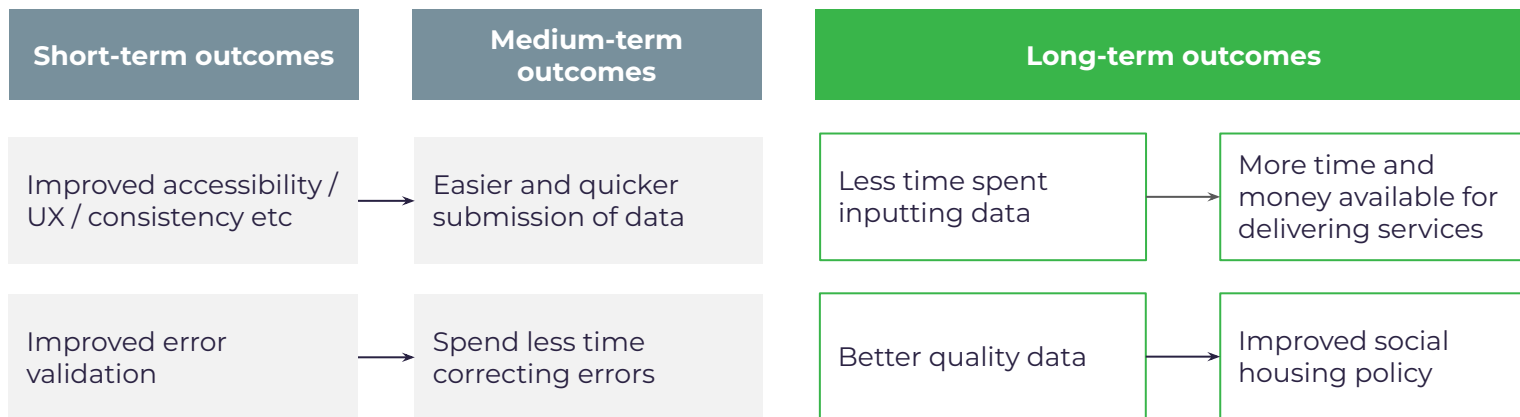 Short-term outcomes
Medium-term
outcomes
Long-term outcomes
Improved accessibility /
UX / consistency etc
Easier and quicker
submission of data
Less time spent
inputting data
More time and
money available for
delivering services
Improved error
validation
Spend less time
correcting errors
Better quality data
Improved social
housing policy